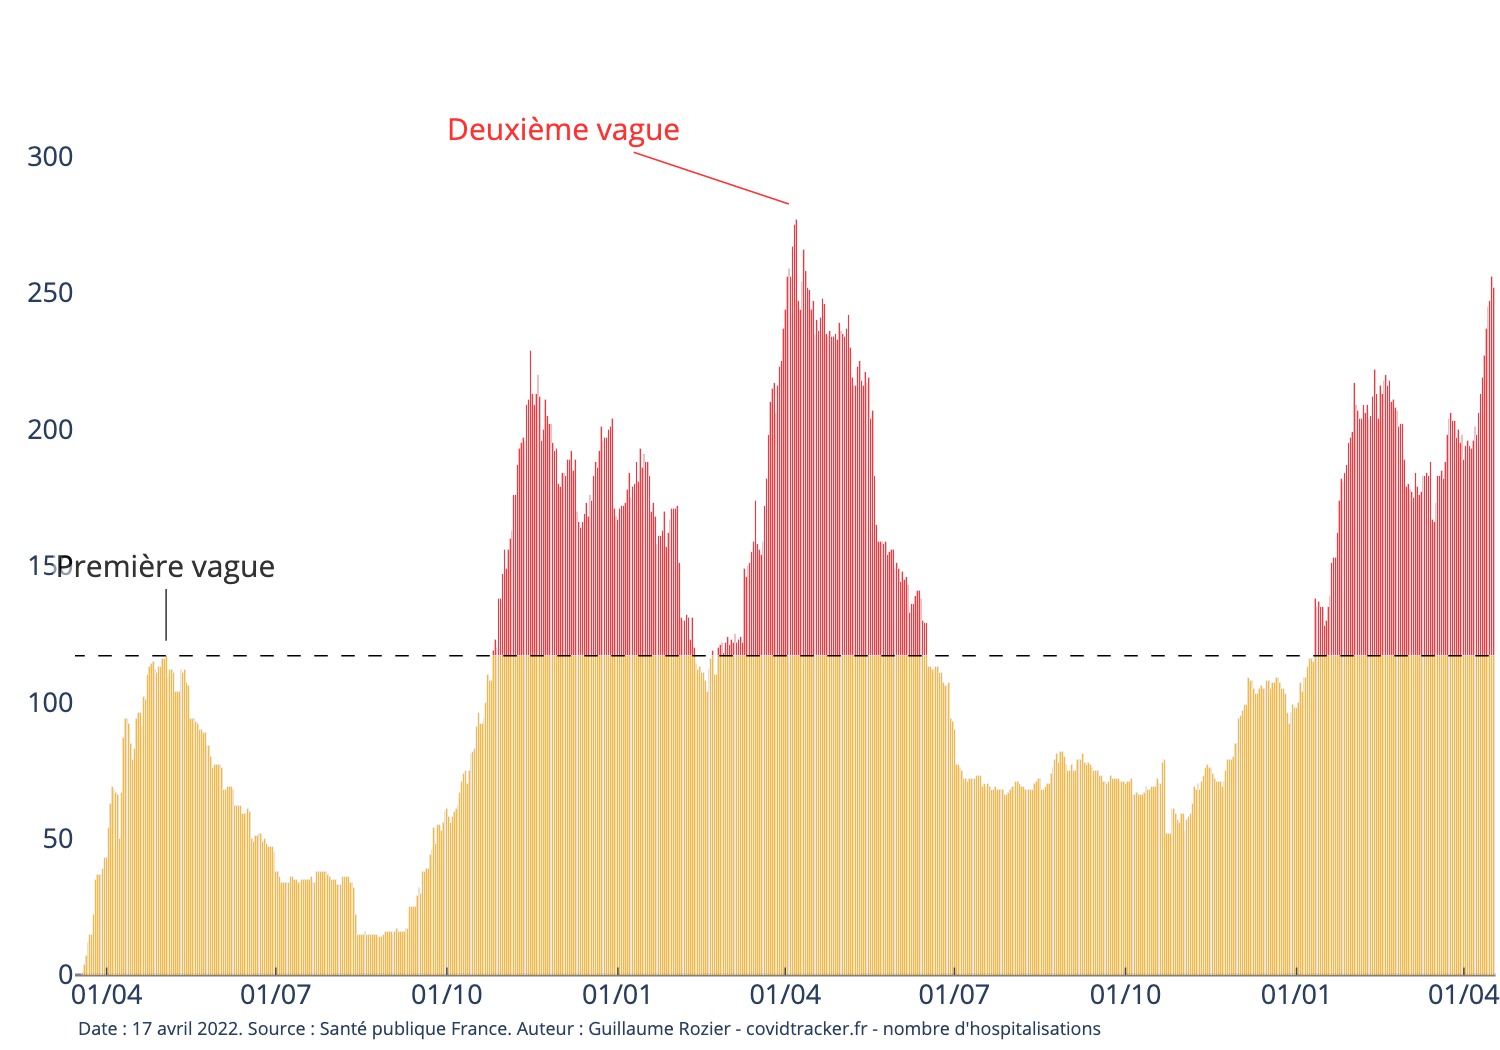 Deuxième vague
300
250
200
150
Première vague
100
50
0
01/04 01/07 01/10 01/01 01/04 01/07 01/10 01/01 01/04
Date : 17 avril 2022. Source : Santé publique France. Auteur : Guillaume Rozier - covidtracker.fr - nombre d'hospitalisations